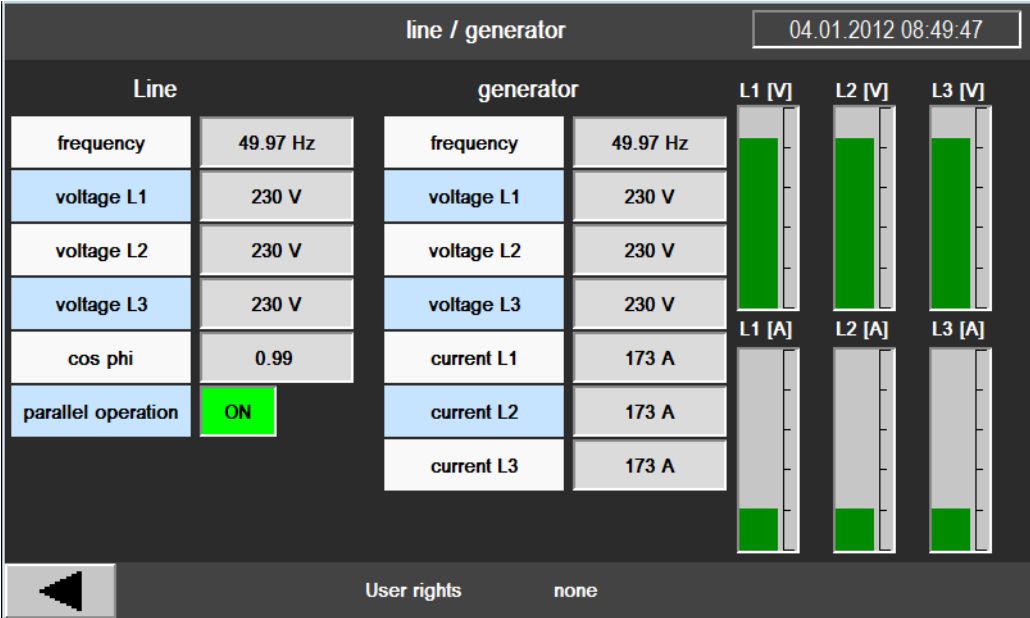 line / generator
04.01.2012 08:49:47
Line
frequency 49.97 Hz
voltage L1 230 V
voltage L2 230 V
voltage L3 230 V
cos phi 0.99
parallel operation ON
generator
frequency 49.97 Hz
voltage L1 230 V
voltage L2 230 V
voltage L3 230 V
current L1 173 A
current L2 173 A
current L3 173 A
L1 [V] L2 [V] L3 [V]
L1 [A] L2 [A] L3 [A]
User rights none